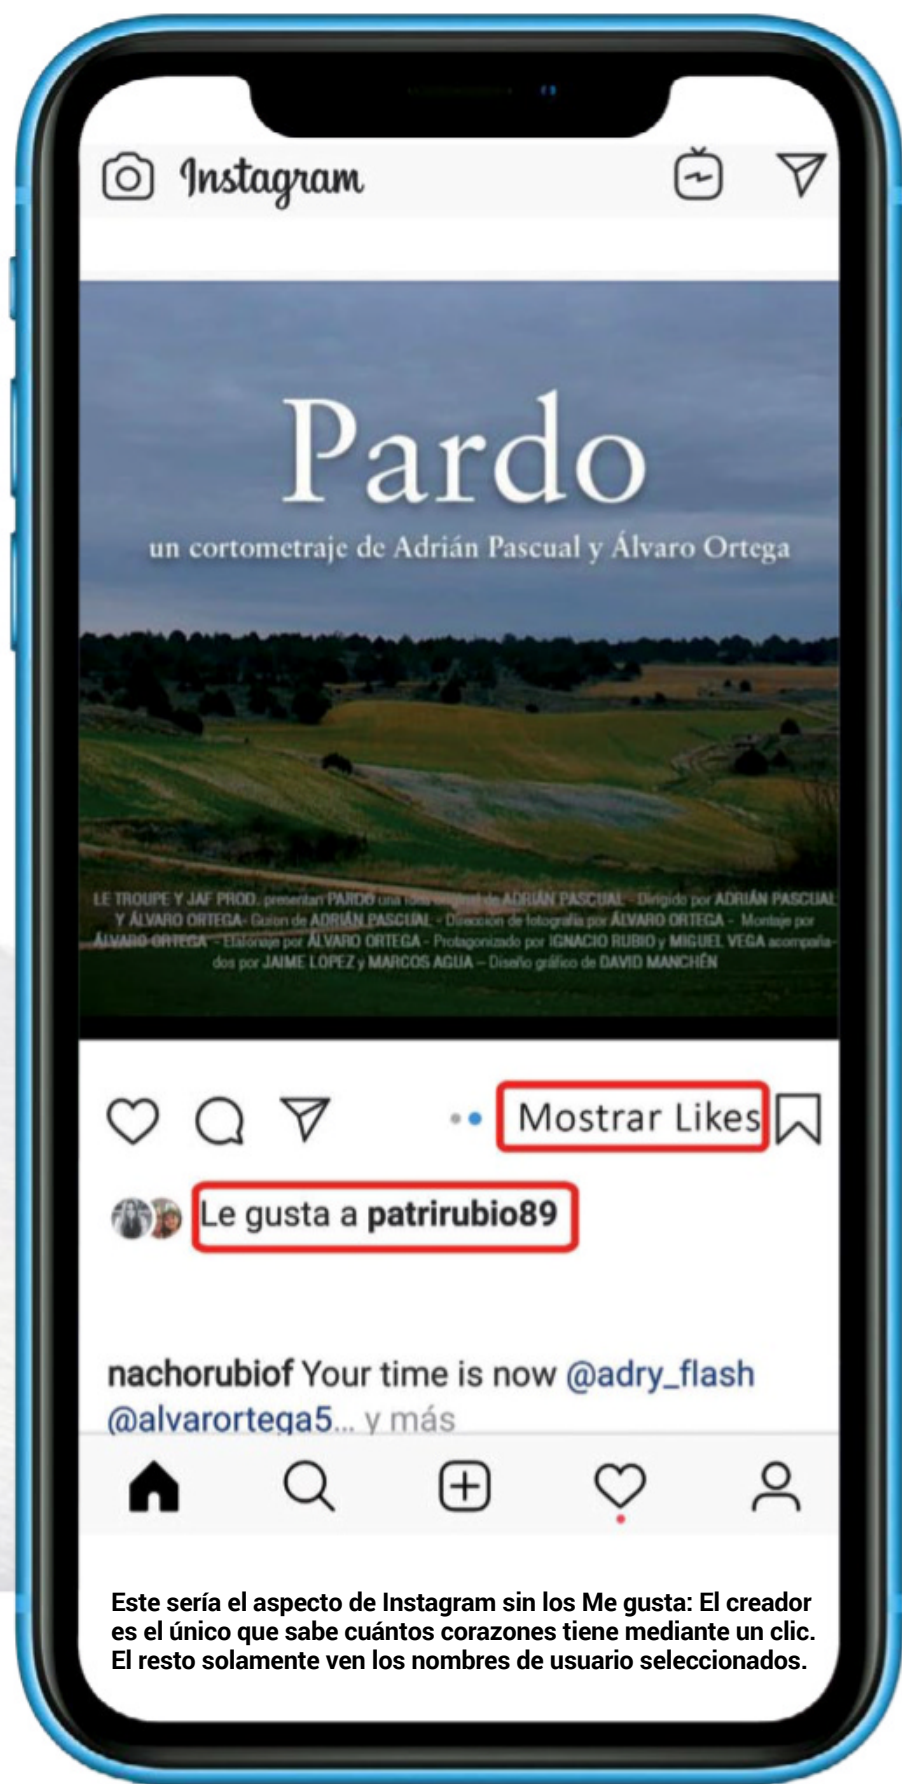 Instagram
Pardo
un cortometraje de Adrián Pascual y Álvaro Ortega
LE TROUPE Y JAF PROD. presentan PARDO una idea original de ADRIÁN PASCUAL - Dirigido por ADRIÁN PASCUAL
Y ÁLVARO ORTEGA- Guion de ADRIÁN PASCUAL - Dirección de fotografía por ÁLVARO ORTEGA - Montaje por
ÁLVARO ORTEGA - Etalonaje por ÁLVARO ORTEGA - Protagonizado por IGNACIO RUBIO y MIGUEL VEGA acompaña-
dos por JAIME LOPEZ y MARCOS AGUA – Diseño gráfico de DAVID MANCHÉN
Mostrar Likes
Le gusta a patrirubio89
nachorubiof Your time is now @adry_flash
@alvarortega5... y más
Este sería el aspecto de Instagram sin los Me gusta: El creador
es el único que sabe cuántos corazones tiene mediante un clic.
El resto solamente ven los nombres de usuario seleccionados.